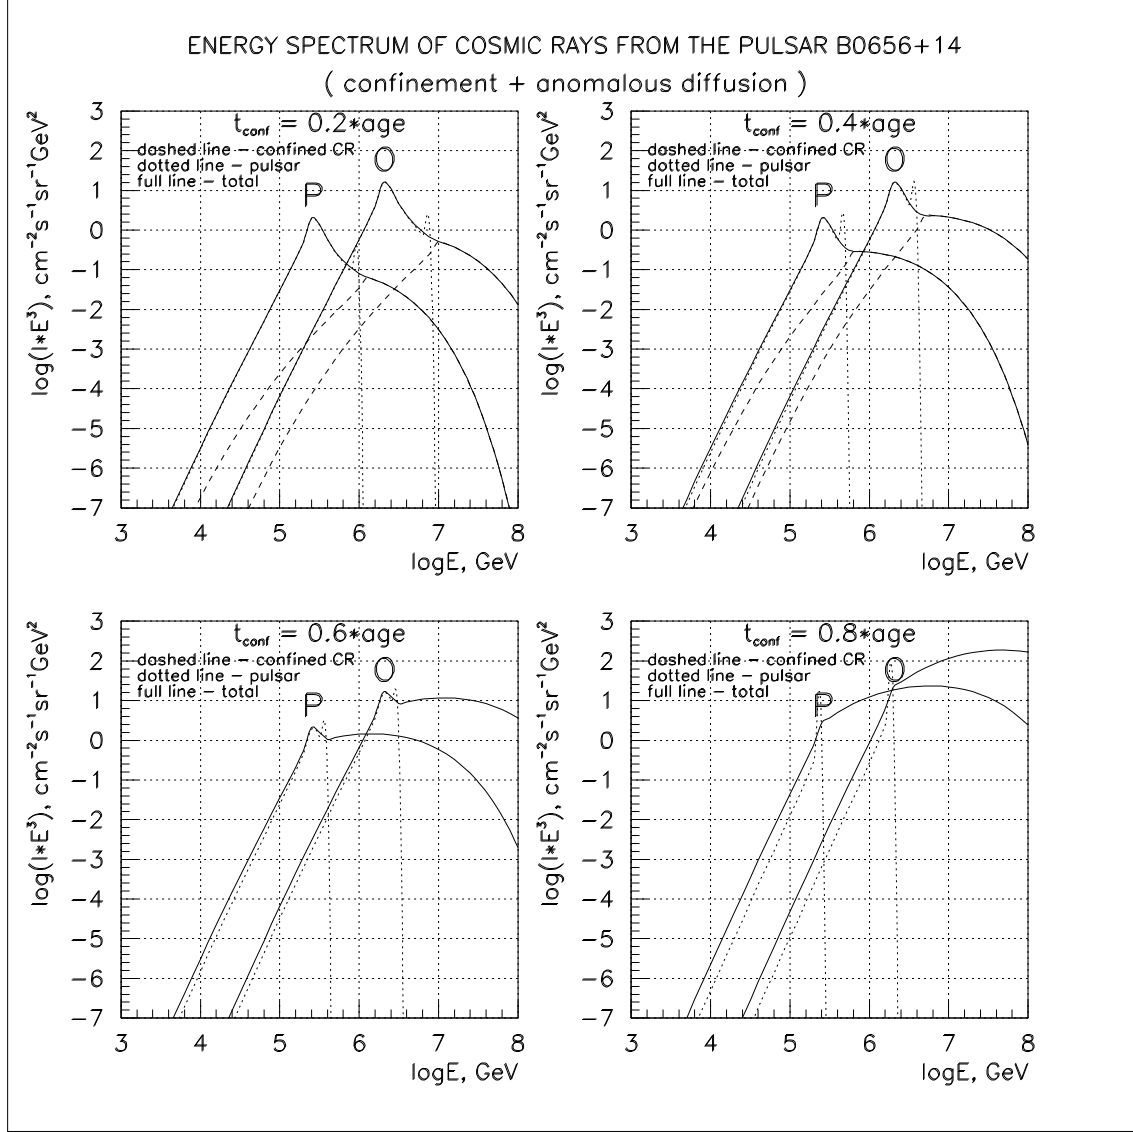 ENERGY SPECTRUM OF COSMIC RAYS FROM THE PULSAR B0656+14
( confinement + anomalous diffusion )
log(I*E³), cm⁻²s⁻¹sr⁻¹GeV²
3
2
1
0
−1
−2
−3
−4
−5
−6
−7
t_conf = 0.2*age
dashed line – confined CR
dotted line – pulsar
full line – total
P
O
3 4 5 6 7 8
logE, GeV
log(I*E³), cm⁻²s⁻¹sr⁻¹GeV²
3
2
1
0
−1
−2
−3
−4
−5
−6
−7
t_conf = 0.4*age
dashed line – confined CR
dotted line – pulsar
full line – total
P
O
3 4 5 6 7 8
logE, GeV
log(I*E³), cm⁻²s⁻¹sr⁻¹GeV²
3
2
1
0
−1
−2
−3
−4
−5
−6
−7
t_conf = 0.6*age
dashed line – confined CR
dotted line – pulsar
full line – total
P
O
3 4 5 6 7 8
logE, GeV
log(I*E³), cm⁻²s⁻¹sr⁻¹GeV²
3
2
1
0
−1
−2
−3
−4
−5
−6
−7
t_conf = 0.8*age
dashed line – confined CR
dotted line – pulsar
full line – total
P
O
3 4 5 6 7 8
logE, GeV